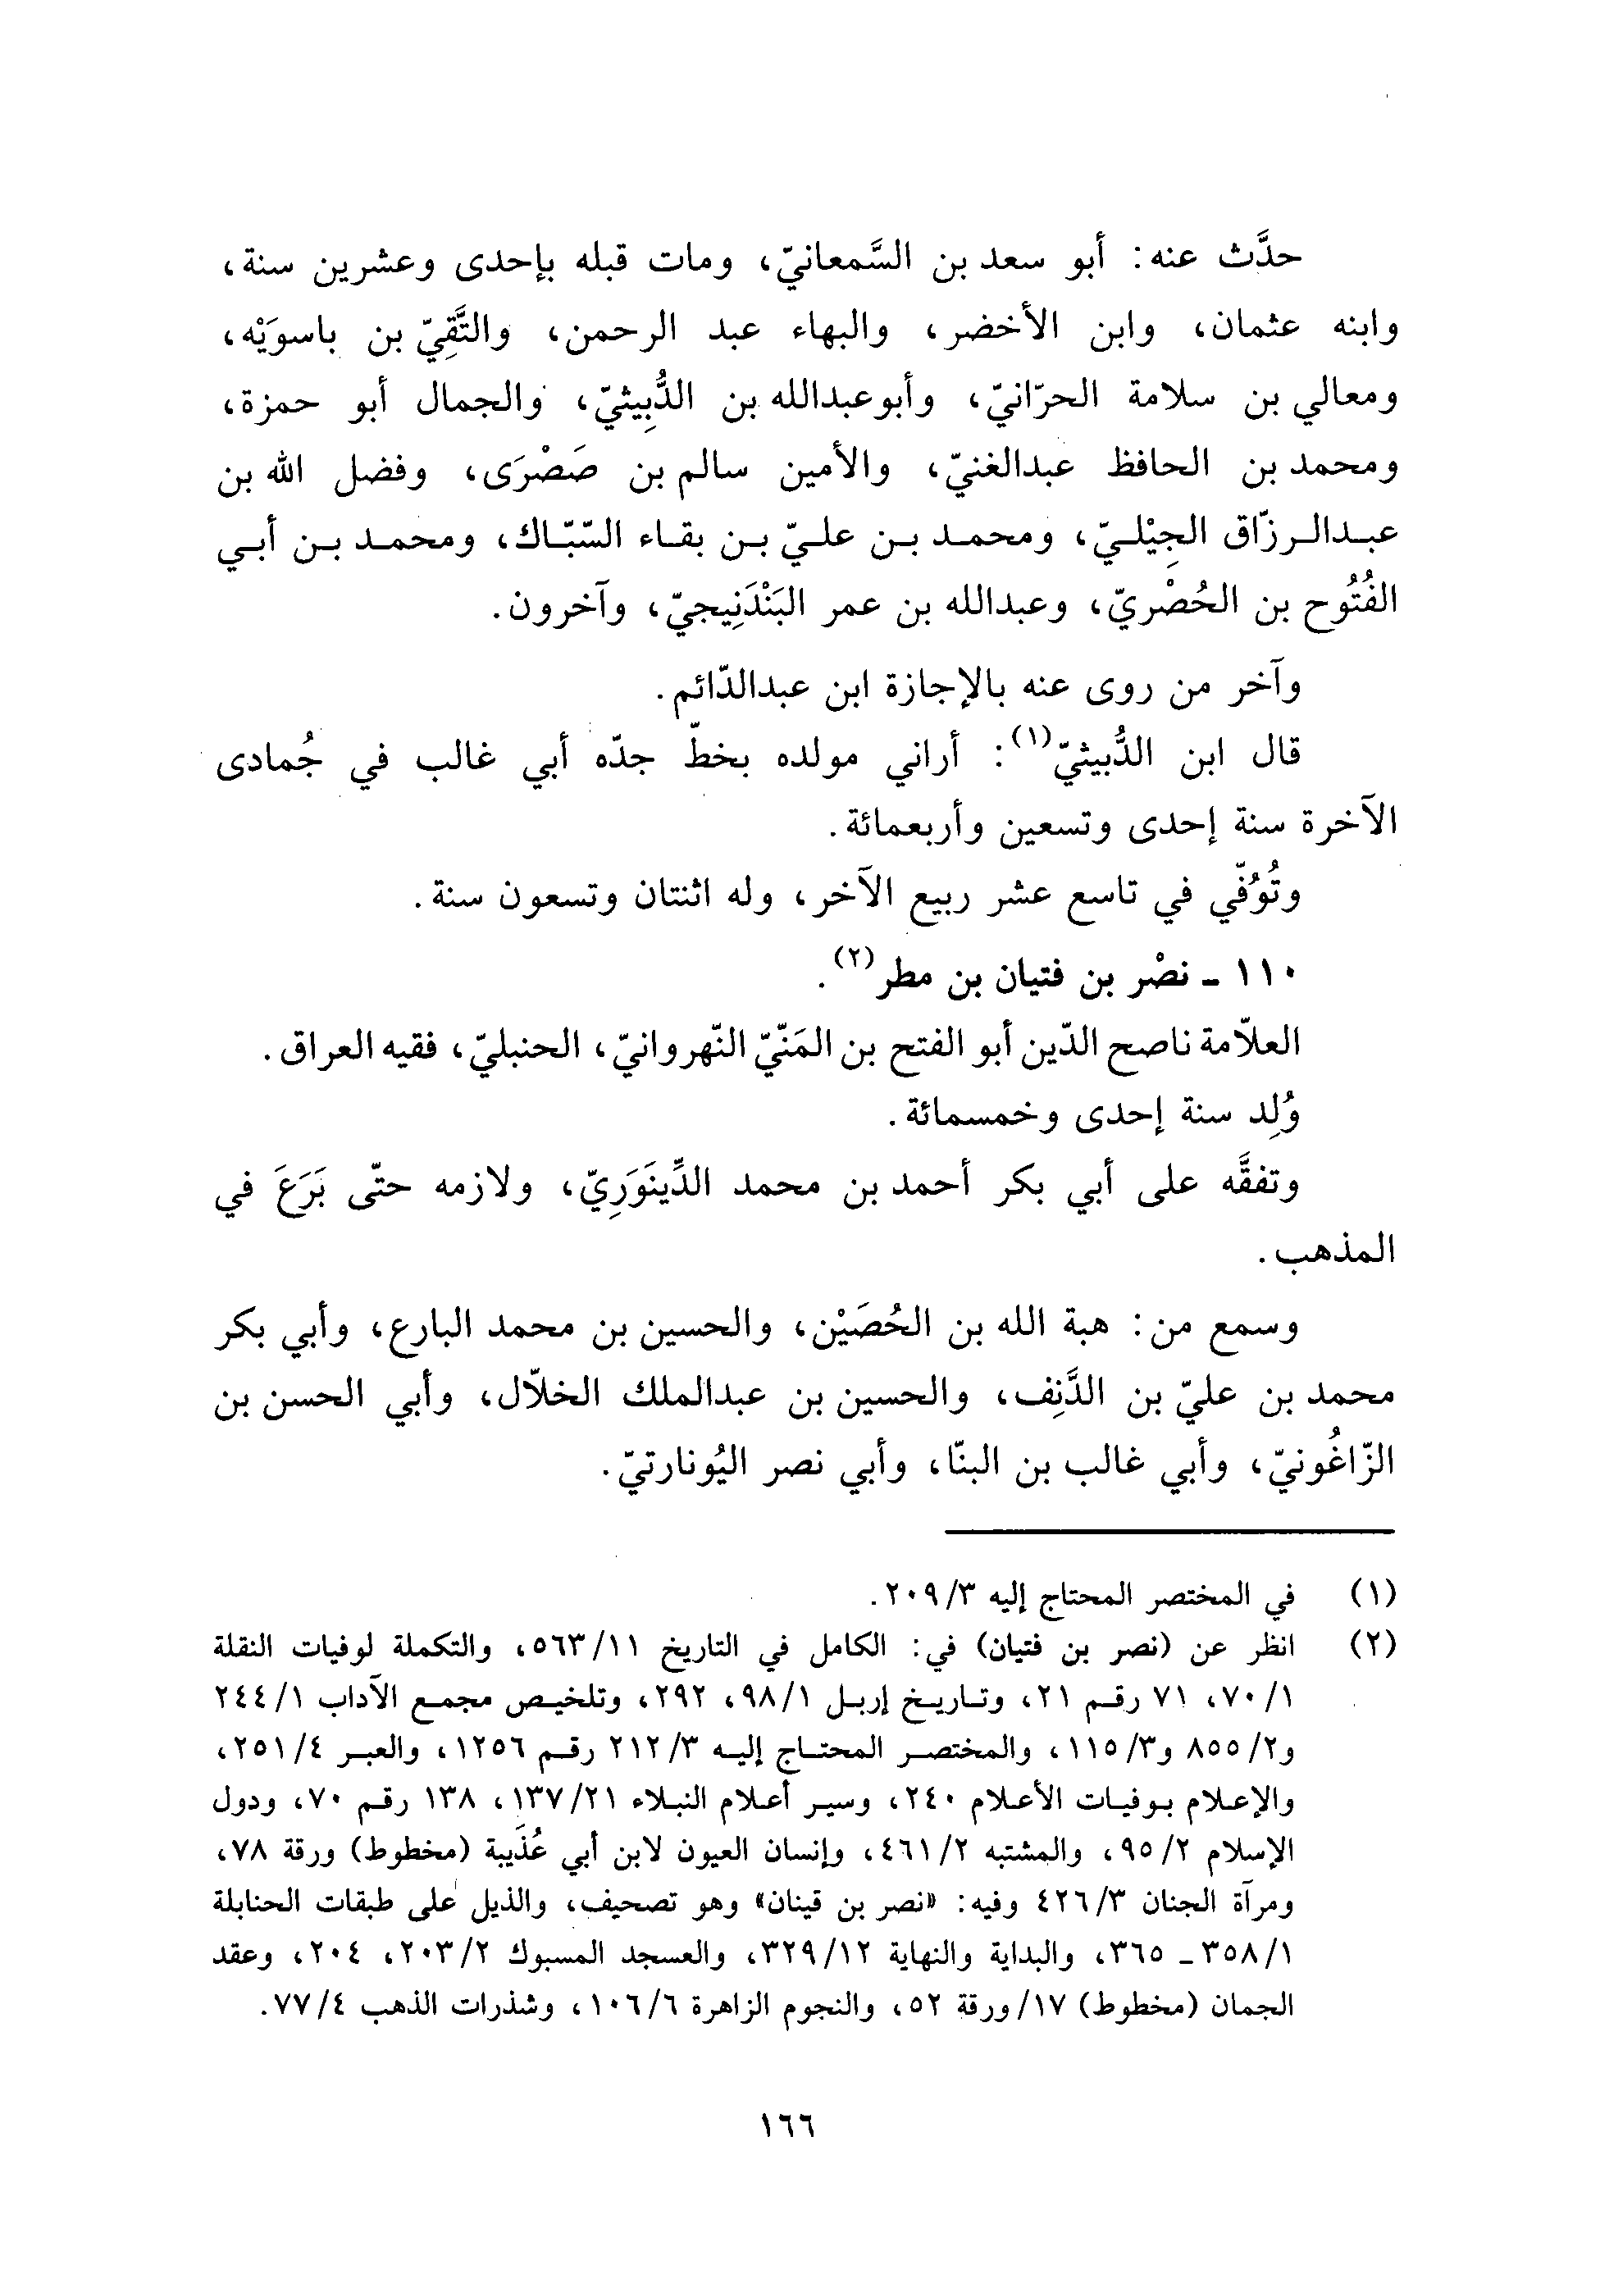 حدَّث عنه: أبو سعد بن السَّمعانيّ، ومات قبله بإحدى وعشرين سنة،
وابنه عثمان، وابن الأخضر، والبهاء عبد الرحمن، والتَّقِيّ بن باسوَيْه،
ومعالي بن سلامة الحرّانيّ، وأبوعبدالله بن الدُّبِيثيّ، والجمال أبو حمزة،
ومحمد بن الحافظ عبدالغنيّ، والأمين سالم بن صَصْرَى، وفضل الله بن
عبدالرزّاق الجِيْليّ، ومحمد بن عليّ بن بقاء السّبّاك، ومحمد بن أبي
الفُتُوح بن الحُصْريّ، وعبدالله بن عمر البَنْدَنِيجيّ، وآخرون.
وآخر من روى عنه بالإجازة ابن عبدالدّائم.
قال ابن الدُّبيثيّ(١): أراني مولده بخطّ جدّه أبي غالب في جُمادى
الآخرة سنة إحدى وتسعين وأربعمائة.
وتُوُفّي في تاسع عشر ربيع الآخر، وله اثنتان وتسعون سنة.
١١٠ ـ نصْر بن فتيان بن مطر(٢).
العلاّمة ناصح الدّين أبو الفتح بن المَنّيّ النّهروانيّ، الحنبليّ، فقيه العراق.
وُلِد سنة إحدى وخمسمائة.
وتفقَّه على أبي بكر أحمد بن محمد الدِّينَوَرِيّ، ولازمه حتّى بَرَعَ في
المذهب.
وسمع من: هبة الله بن الحُصَيْن، والحسين بن محمد البارع، وأبي بكر
محمد بن عليّ بن الدَّنِف، والحسين بن عبدالملك الخلاّل، وأبي الحسن بن
الزّاغُونيّ، وأبي غالب بن البنّا، وأبي نصر اليُونارتيّ.
(١) في المختصر المحتاج إليه ٢٠٩/٣.
(٢) انظر عن (نصر بن فتيان) في: الكامل في التاريخ ٥٦٣/١١، والتكملة لوفيات النقلة
٧٠/١، ٧١ رقم ٢١، وتاريخ إربل ٩٨/١، ٢٩٢، وتلخيص مجمع الآداب ٢٤٤/١
و٨٥٥/٢ و١١٥/٣، والمختصر المحتاج إليه ٢١٢/٣ رقم ١٢٥٦، والعبر ٢٥١/٤،
والإعلام بوفيات الأعلام ٢٤٠، وسير أعلام النبلاء ١٣٧/٢١، ١٣٨ رقم ٧٠، ودول
الإسلام ٩٥/٢، والمشتبه ٤٦١/٢، وإنسان العيون لابن أبي عُذَيبة (مخطوط) ورقة ٧٨،
ومرآة الجنان ٤٢٦/٣ وفيه: «نصر بن قينان» وهو تصحيف، والذيل على طبقات الحنابلة
٣٥٨/١ ـ ٣٦٥، والبداية والنهاية ٣٢٩/١٢، والعسجد المسبوك ٢٠٣/٢، ٢٠٤، وعقد
الجمان (مخطوط) ١٧/ورقة ٥٢، والنجوم الزاهرة ١٠٦/٦، وشذرات الذهب ٧٧/٤.
١٦٦